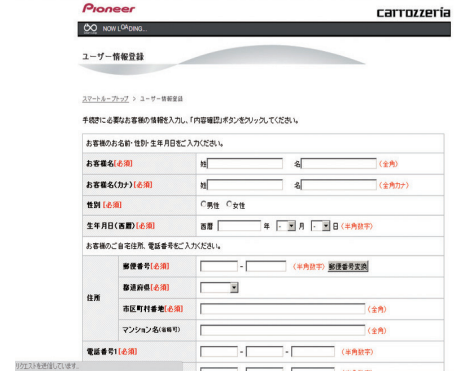 Pioneer
carrozzeria
NOW LOADING...
ユーザー情報登録
スマートループトップ > ユーザー情報登録
手続きに必要なお客様の情報を入力し、「内容確認」ボタンをクリックしてください。
お客様のお名前・性別・生年月日をご入力ください。
お客様名[必須] 姓 名 (全角)
お客様名(カナ)[必須] 姓 名 (全角カナ)
性別 [必須] 男性 女性
生年月日(西暦)[必須] 西暦 年 - 月 - 日 (半角数字)
お客様のご自宅住所、電話番号をご入力ください。
住所
郵便番号[必須] - (半角数字) 郵便番号変換
都道府県[必須]
市区町村番地[必須] (全角)
マンション名(省略可) (全角)
電話番号1[必須] - - (半角数字)
リクエストを送信しています。